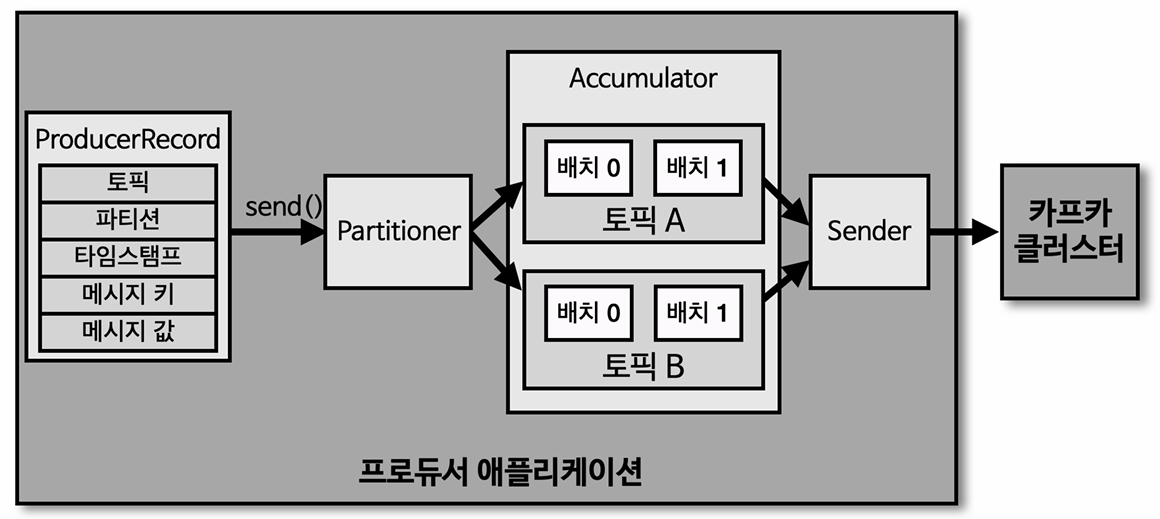 ProducerRecord
토픽
파티션
타임스탬프
메시지 키
메시지 값
send()
Partitioner
Accumulator
배치 0
배치 1
토픽 A
배치 0
배치 1
토픽 B
Sender
카프카
클러스터
프로듀서 애플리케이션